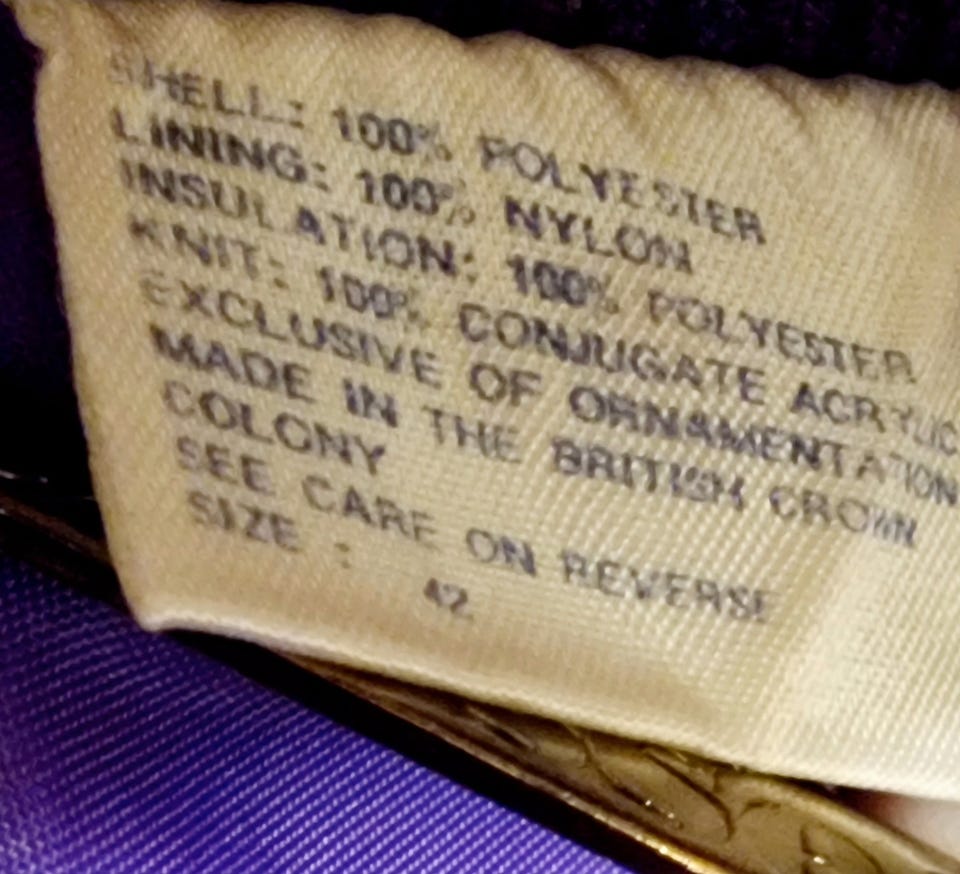 SHELL: 100% POLYESTER
LINING: 100% NYLON
INSULATION: 100% POLYESTER
KNIT: 100% CONJUGATE ACRYLIC
EXCLUSIVE OF ORNAMENTATION
MADE IN THE BRITISH CROWN
COLONY
SEE CARE ON REVERSE
SIZE : 42